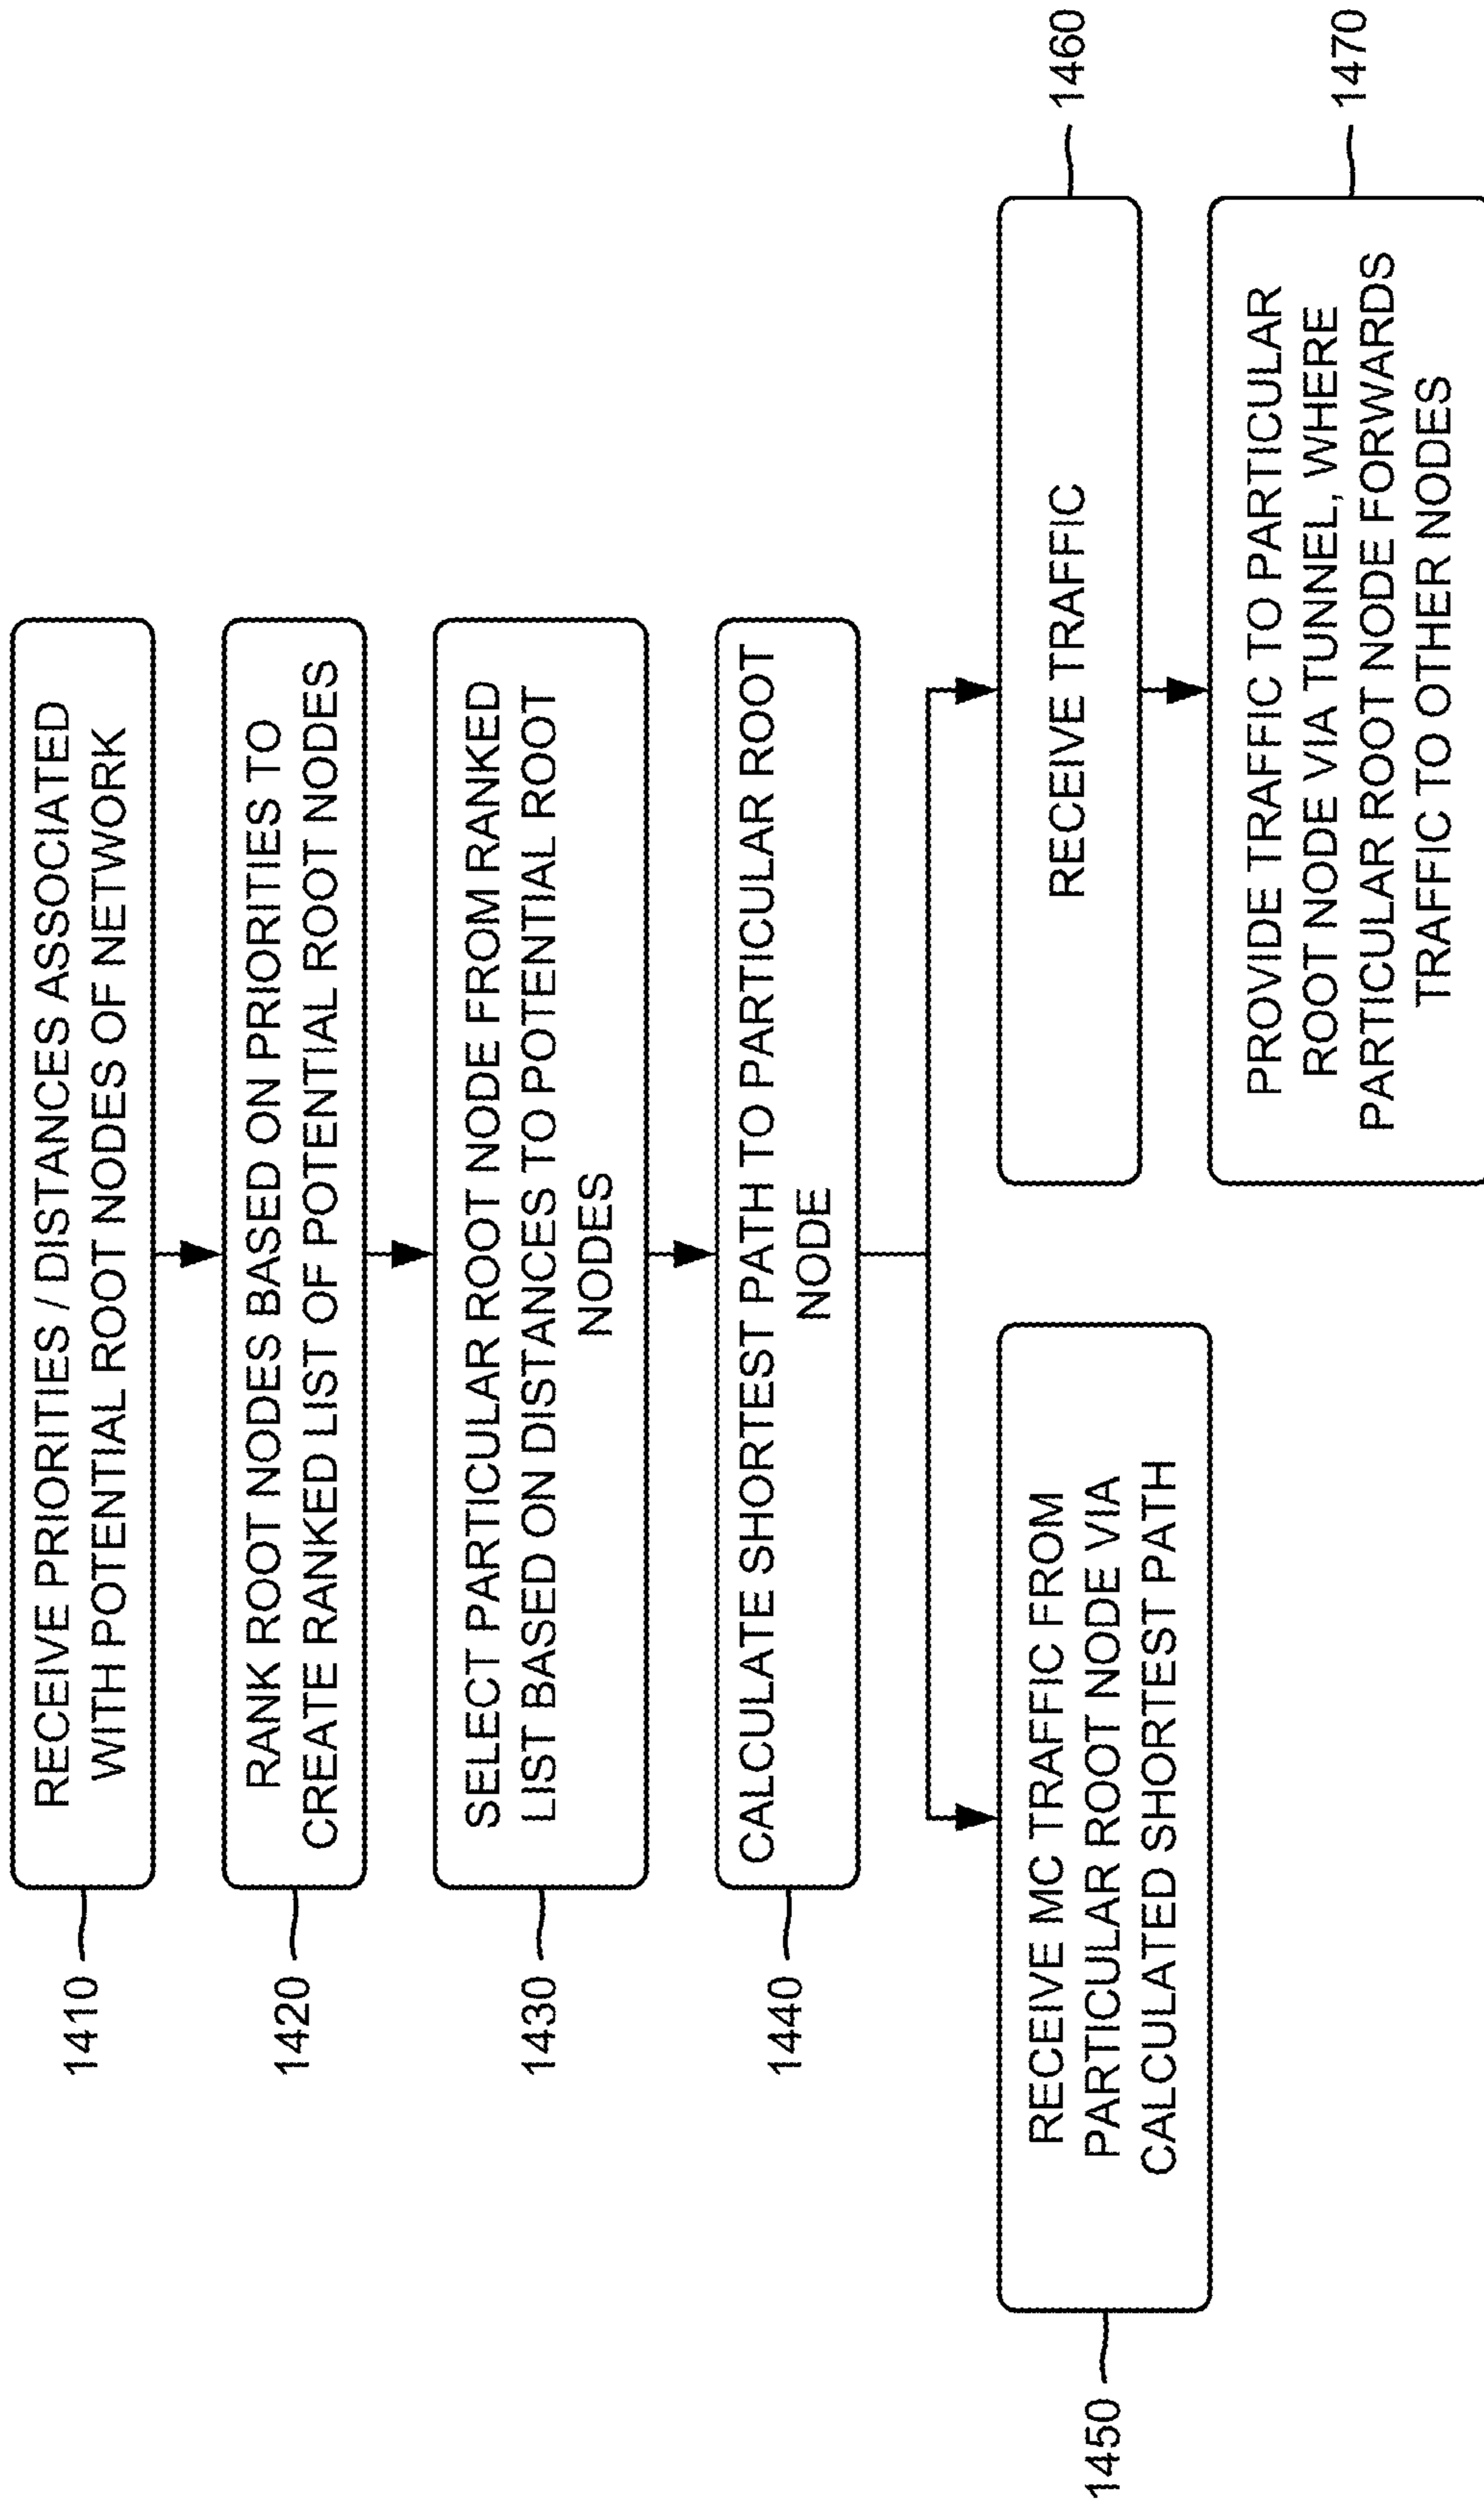 1410
RECEIVE PRIORITIES / DISTANCES ASSOCIATED
WITH POTENTIAL ROOT NODES OF NETWORK
1420
RANK ROOT NODES BASED ON PRIORITIES TO
CREATE RANKED LIST OF POTENTIAL ROOT NODES
1430
SELECT PARTICULAR ROOT NODE FROM RANKED
LIST BASED ON DISTANCES TO POTENTIAL ROOT
NODES
1440
CALCULATE SHORTEST PATH TO PARTICULAR ROOT
NODE
1450
RECEIVE MC TRAFFIC FROM
PARTICULAR ROOT NODE VIA
CALCULATED SHORTEST PATH
RECEIVE TRAFFIC
1460
PROVIDE TRAFFIC TO PARTICULAR
ROOT NODE VIA TUNNEL, WHERE
PARTICULAR ROOT NODE FORWARDS
TRAFFIC TO OTHER NODES
1470